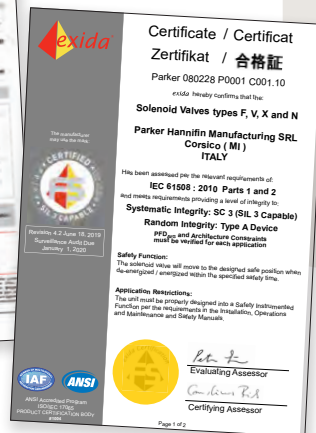 exida
Certificate / Certificat
Zertifikat / 合格証
Parker 080228 P0001 C001.10
exida hereby confirms that the:
Solenoid Valves types F, V, X and N
Parker Hannifin Manufacturing SRL
Corsico ( MI )
ITALY
The manufacturer
may use the mark:
CERTIFIED
SIL 3 CAPABLE
Revision 4.2 June 18, 2019
Surveillance Audit Due
January 1, 2020
Has been assessed per the relevant requirements of:
IEC 61508 : 2010 Parts 1 and 2
and meets requirements providing a level of integrity to:
Systematic Integrity: SC 3 (SIL 3 Capable)
Random Integrity: Type A Device
PFDavg and Architecture Constraints
must be verified for each application
Safety Function:
The solenoid valve will move to the designed safe position when
de-energized / energized within the specified safety time.
Application Restrictions:
The unit must be properly designed into a Safety Instrumented
Function per the requirements in the Installation, Operations
and Maintenance and Safety Manuals.
Evaluating Assessor
Certifying Assessor
IAF
ANSI
ANSI Accredited Program
ISO/IEC 17065
PRODUCT CERTIFICATION BODY
Page 1 of 2